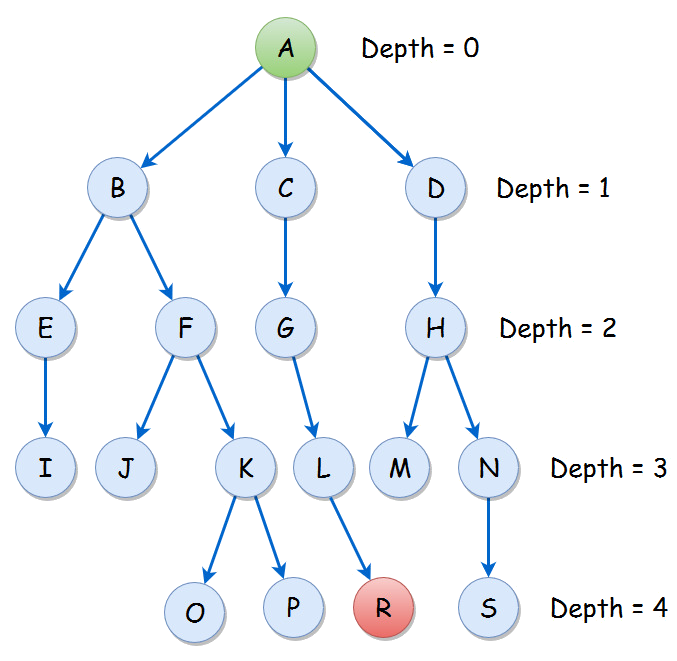 A Depth = 0
B C D Depth = 1
E F G H Depth = 2
I J K L M N Depth = 3
O P R S Depth = 4